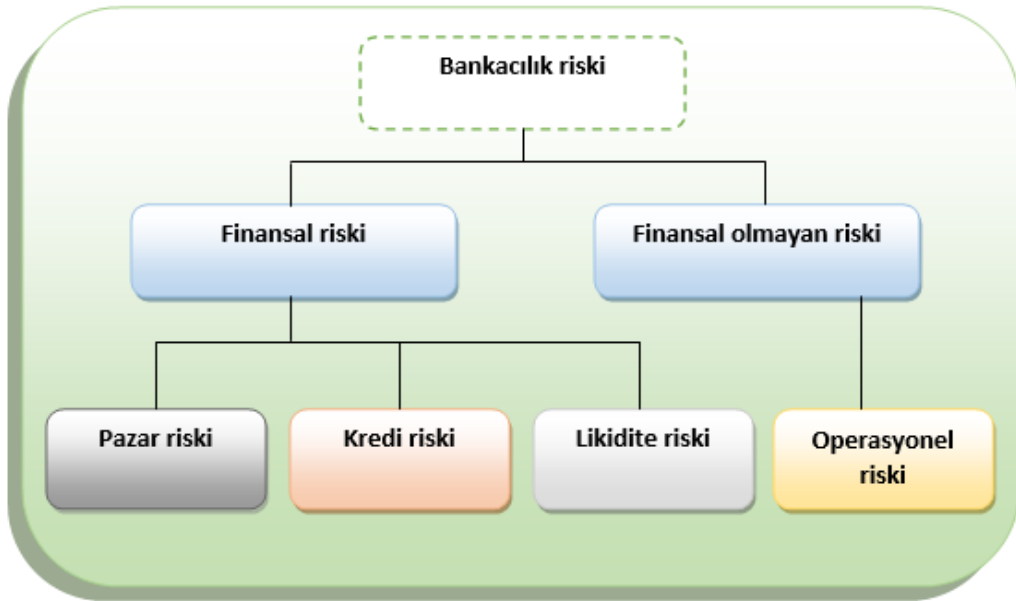 Bankacılık riski
Finansal riski
Finansal olmayan riski
Pazar riski
Kredi riski
Likidite riski
Operasyonel
riski